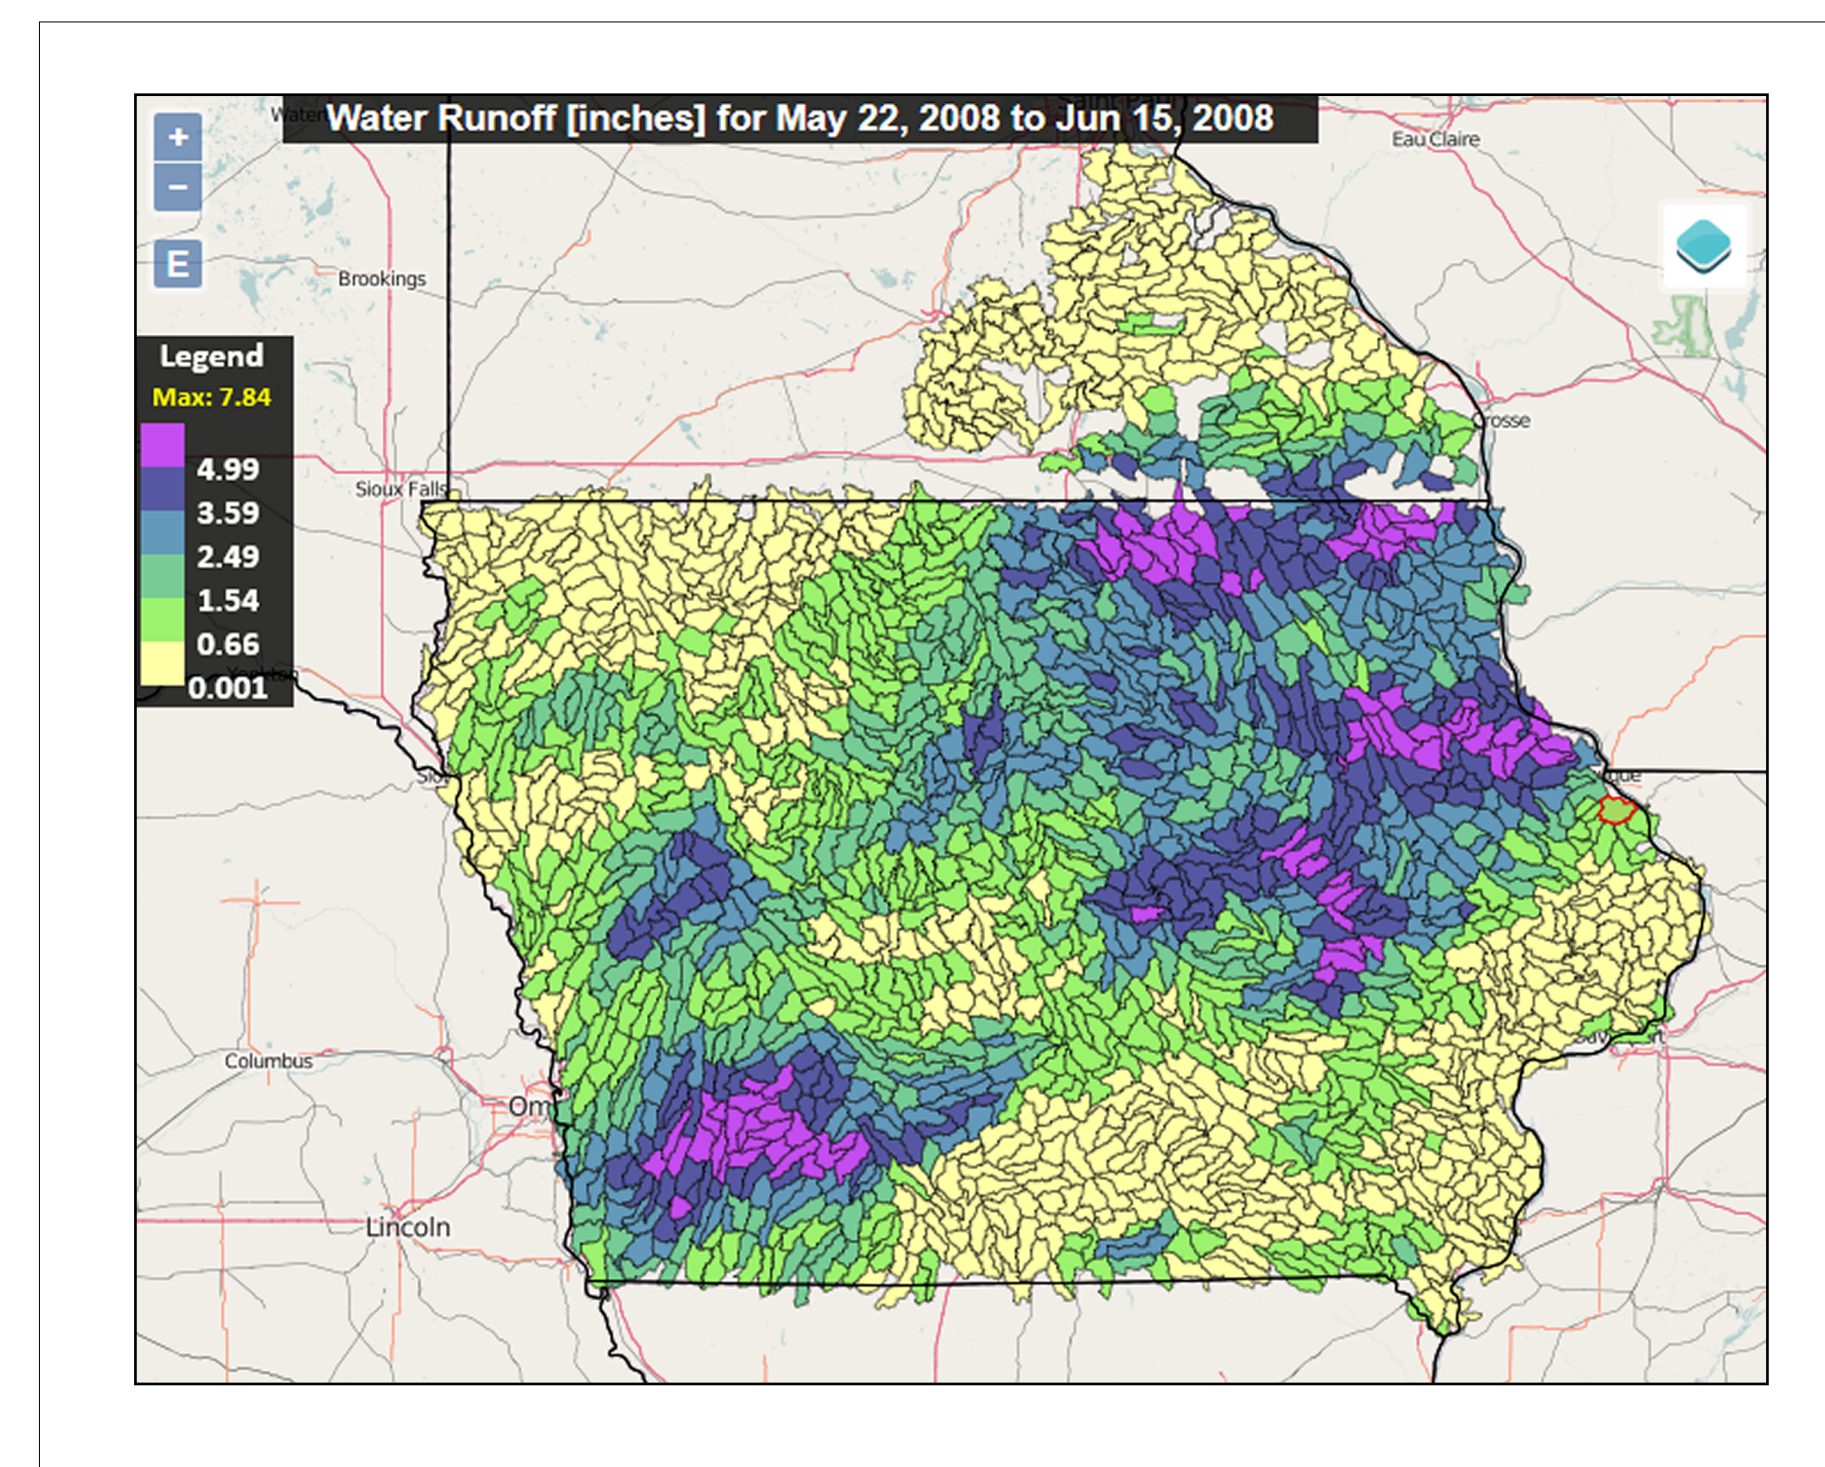 Water Runoff [inches] for May 22, 2008 to Jun 15, 2008
+
Eau Claire
−
E
Brookings
Legend
Max: 7.84
4.99
3.59
2.49
1.54
0.66
0.001
Sioux Falls
Columbus
Om
Lincoln